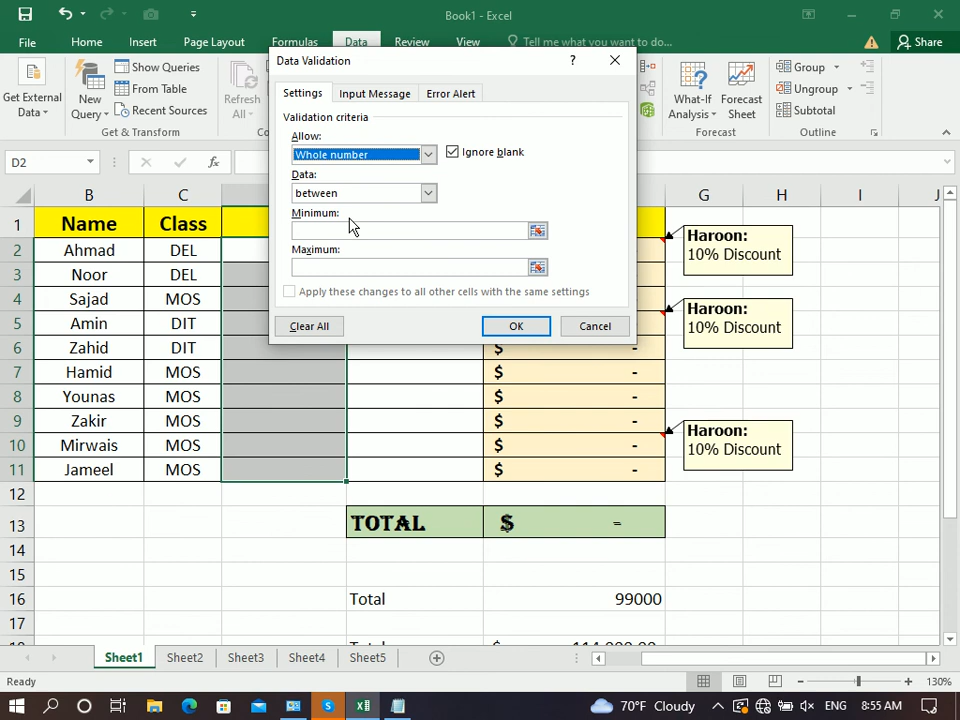 Book1 - Excel
File Home Insert Page Layout Formulas Data Review View Tell me what you want to do... Share
Get External
Data
New
Query
Show Queries
From Table
Recent Sources
Get & Transform
Refresh
All
What-If
Analysis
Forecast
Sheet
Forecast
Group
Ungroup
Subtotal
Outline
Data Validation
?
Settings Input Message Error Alert
Validation criteria
Allow:
Whole number
Ignore blank
Data:
between
Minimum:
Maximum:
Apply these changes to all other cells with the same settings
Clear All OK Cancel
D2
fx
B C G H I J
1 Name Class
2 Ahmad DEL
3 Noor DEL
4 Sajad MOS
5 Amin DIT
6 Zahid DIT $ -
7 Hamid MOS $ -
8 Younas MOS $ -
9 Zakir MOS $ -
10 Mirwais MOS $ -
11 Jameel MOS $ -
12
13 TOTAL $ -
14
15
16 Total 99000
17
Haroon:
10% Discount
Haroon:
10% Discount
Haroon:
10% Discount
Sheet1 Sheet2 Sheet3 Sheet4 Sheet5
Ready
130%
70°F Cloudy
ENG
8:55 AM